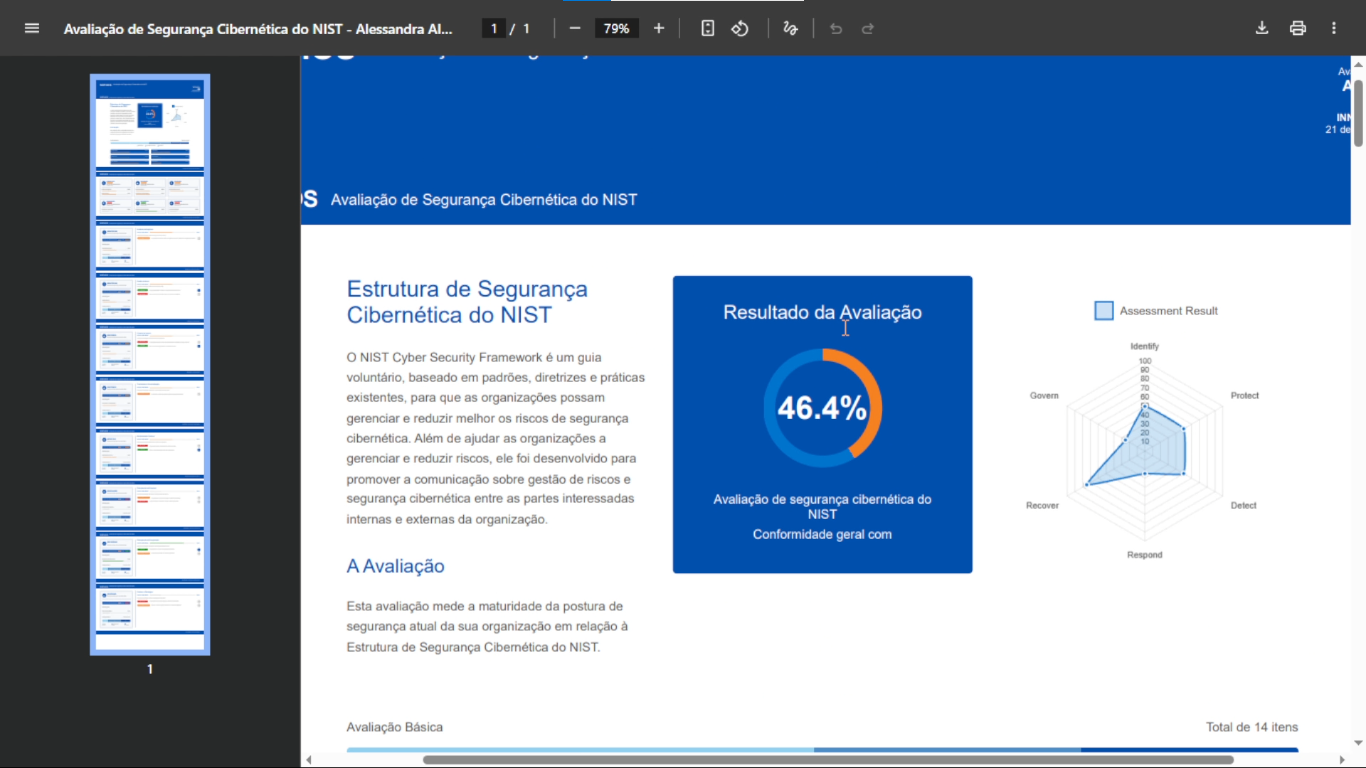 Avaliação de Segurança Cibernética do NIST - Alessandra Al...
1 / 1
79%
Avaliação de Segurança Cibernética do NIST
21 de
Estrutura de Segurança
Cibernética do NIST
O NIST Cyber Security Framework é um guia
voluntário, baseado em padrões, diretrizes e práticas
existentes, para que as organizações possam
gerenciar e reduzir melhor os riscos de segurança
cibernética. Além de ajudar as organizações a
gerenciar e reduzir riscos, ele foi desenvolvido para
promover a comunicação sobre gestão de riscos e
segurança cibernética entre as partes interessadas
internas e externas da organização.
A Avaliação
Esta avaliação mede a maturidade da postura de
segurança atual da sua organização em relação à
Estrutura de Segurança Cibernética do NIST.
Resultado da Avaliação
46.4%
Avaliação de segurança cibernética do
NIST
Conformidade geral com
Assessment Result
Identify
100
90
80
70
60
50
40
30
20
10
Govern
Protect
Recover
Detect
Respond
Avaliação Básica
Total de 14 itens
1